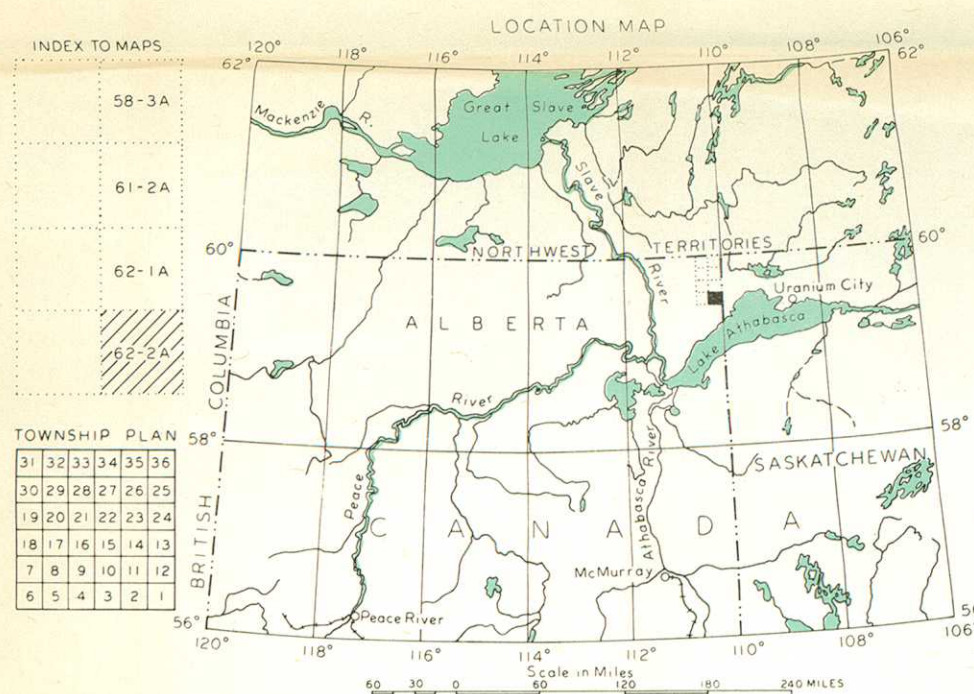 LOCATION MAP
INDEX TO MAPS
58-3A
61-2A
62-1A
62-2A
TOWNSHIP PLAN
31 32 33 34 35 36
30 29 28 27 26 25
19 20 21 22 23 24
18 17 16 15 14 13
7 8 9 10 11 12
6 5 4 3 2 1
120° 118° 116° 114° 112° 110° 108° 106°
62° 62°
Mackenzie R.
Great Slave
Lake
Slave
River
60° 60°
NORTHWEST TERRITORIES
Uranium City
ALBERTA
Lake Athabasca
BRITISH COLUMBIA
River
Peace
58° 58°
SASKATCHEWAN
Athabasca River
CANADA
McMurray
Peace River
56° 56
120° 118° 116° 114° 112° 110° 108° 106°
Scale in Miles
60 30 0 60 120 180 240 MILES